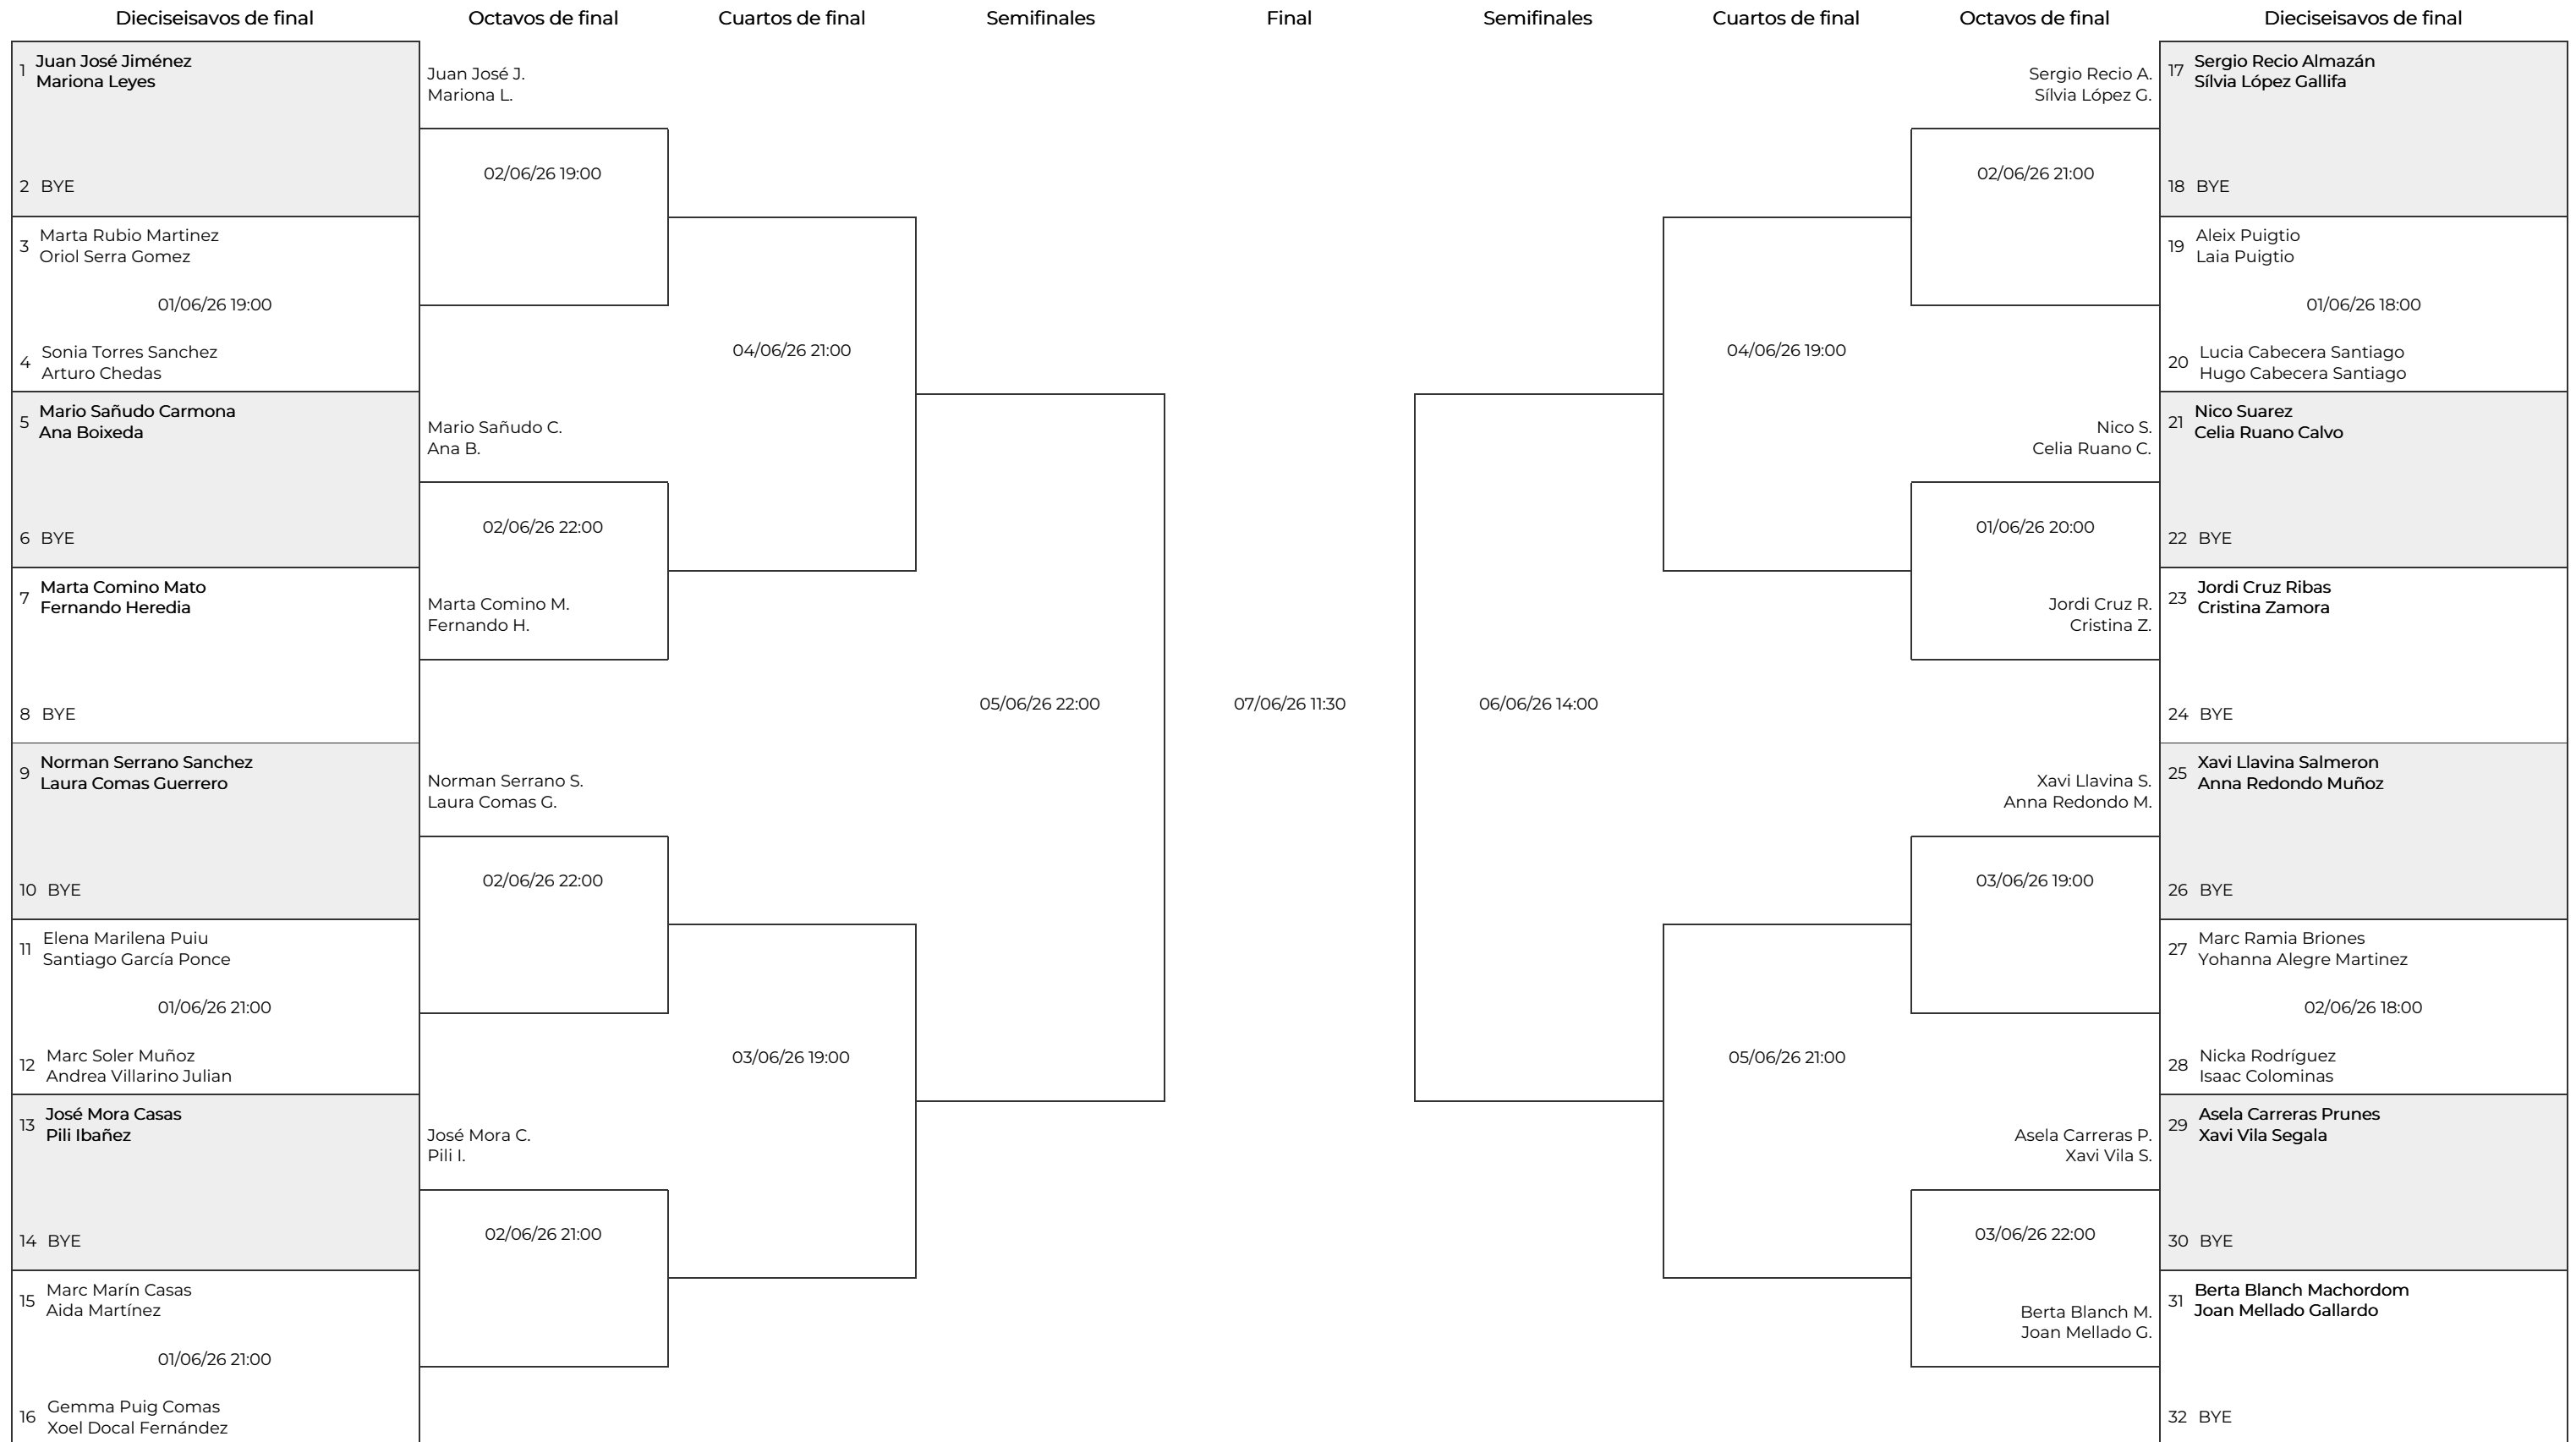 Dieciseisavos de final
Octavos de final
Cuartos de final
Semifinales
Final
Semifinales
Cuartos de final
Octavos de final
Dieciseisavos de final
1 Juan José Jiménez
Mariona Leyes
2 BYE
3 Marta Rubio Martinez
Oriol Serra Gomez
01/06/26 19:00
4 Sonia Torres Sanchez
Arturo Chedas
5 Mario Sañudo Carmona
Ana Boixeda
6 BYE
7 Marta Comino Mato
Fernando Heredia
8 BYE
9 Norman Serrano Sanchez
Laura Comas Guerrero
10 BYE
11 Elena Marilena Puiu
Santiago García Ponce
01/06/26 21:00
12 Marc Soler Muñoz
Andrea Villarino Julian
13 José Mora Casas
Pili Ibañez
14 BYE
15 Marc Marín Casas
Aida Martínez
01/06/26 21:00
16 Gemma Puig Comas
Xoel Docal Fernández
Juan José J.
Mariona L.
02/06/26 19:00
Mario Sañudo C.
Ana B.
02/06/26 22:00
Marta Comino M.
Fernando H.
Norman Serrano S.
Laura Comas G.
02/06/26 22:00
José Mora C.
Pili I.
02/06/26 21:00
04/06/26 21:00
03/06/26 19:00
05/06/26 22:00
07/06/26 11:30
06/06/26 14:00
04/06/26 19:00
05/06/26 21:00
Sergio Recio A.
Sílvia López G.
02/06/26 21:00
Nico S.
Celia Ruano C.
01/06/26 20:00
Jordi Cruz R.
Cristina Z.
Xavi Llavina S.
Anna Redondo M.
03/06/26 19:00
Asela Carreras P.
Xavi Vila S.
03/06/26 22:00
Berta Blanch M.
Joan Mellado G.
17 Sergio Recio Almazán
Sílvia López Gallifa
18 BYE
19 Aleix Puigtio
Laia Puigtio
01/06/26 18:00
20 Lucia Cabecera Santiago
Hugo Cabecera Santiago
21 Nico Suarez
Celia Ruano Calvo
22 BYE
23 Jordi Cruz Ribas
Cristina Zamora
24 BYE
25 Xavi Llavina Salmeron
Anna Redondo Muñoz
26 BYE
27 Marc Ramia Briones
Yohanna Alegre Martinez
02/06/26 18:00
28 Nicka Rodríguez
Isaac Colominas
29 Asela Carreras Prunes
Xavi Vila Segala
30 BYE
31 Berta Blanch Machordom
Joan Mellado Gallardo
32 BYE